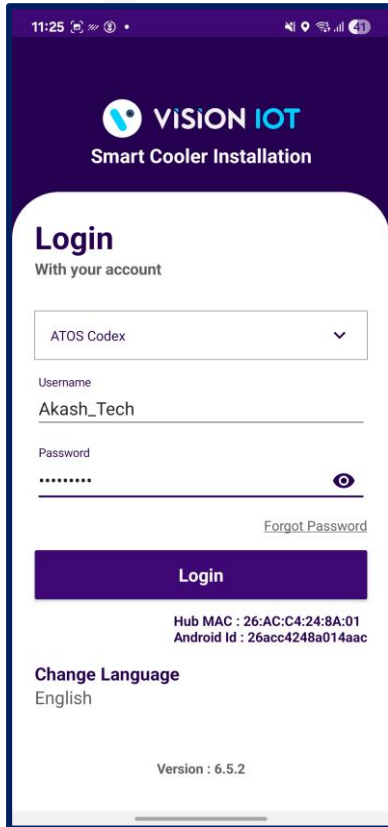 11:25
41
VISION IOT
Smart Cooler Installation
Login
With your account
ATOS Codex
Username
Akash_Tech
Password
•••••••••
Forgot Password
Login
Hub MAC : 26:AC:C4:24:8A:01
Android Id : 26acc4248a014aac
Change Language
English
Version : 6.5.2